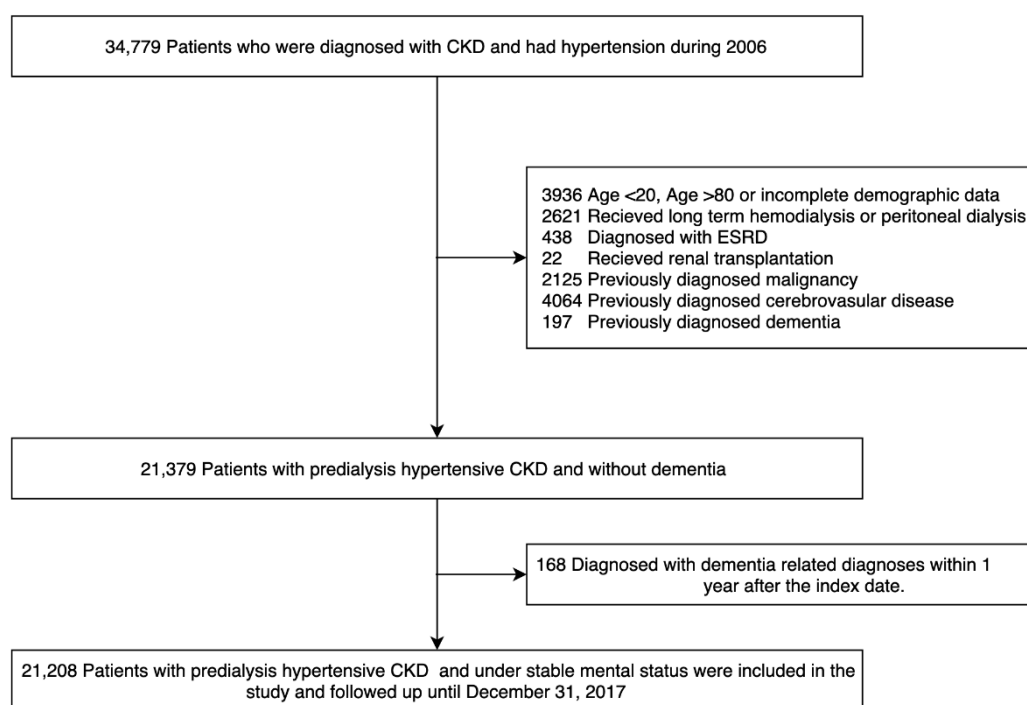 34,779 Patients who were diagnosed with CKD and had hypertension during 2006
3936 Age <20, Age >80 or incomplete demographic data
2621 Recieved long term hemodialysis or peritoneal dialysis
438 Diagnosed with ESRD
22 Recieved renal transplantation
2125 Previously diagnosed malignancy
4064 Previously diagnosed cerebrovascular disease
197 Previously diagnosed dementia
21,379 Patients with predialysis hypertensive CKD and without dementia
168 Diagnosed with dementia related diagnoses within 1
year after the index date.
21,208 Patients with predialysis hypertensive CKD and under stable mental status were included in the
study and followed up until December 31, 2017